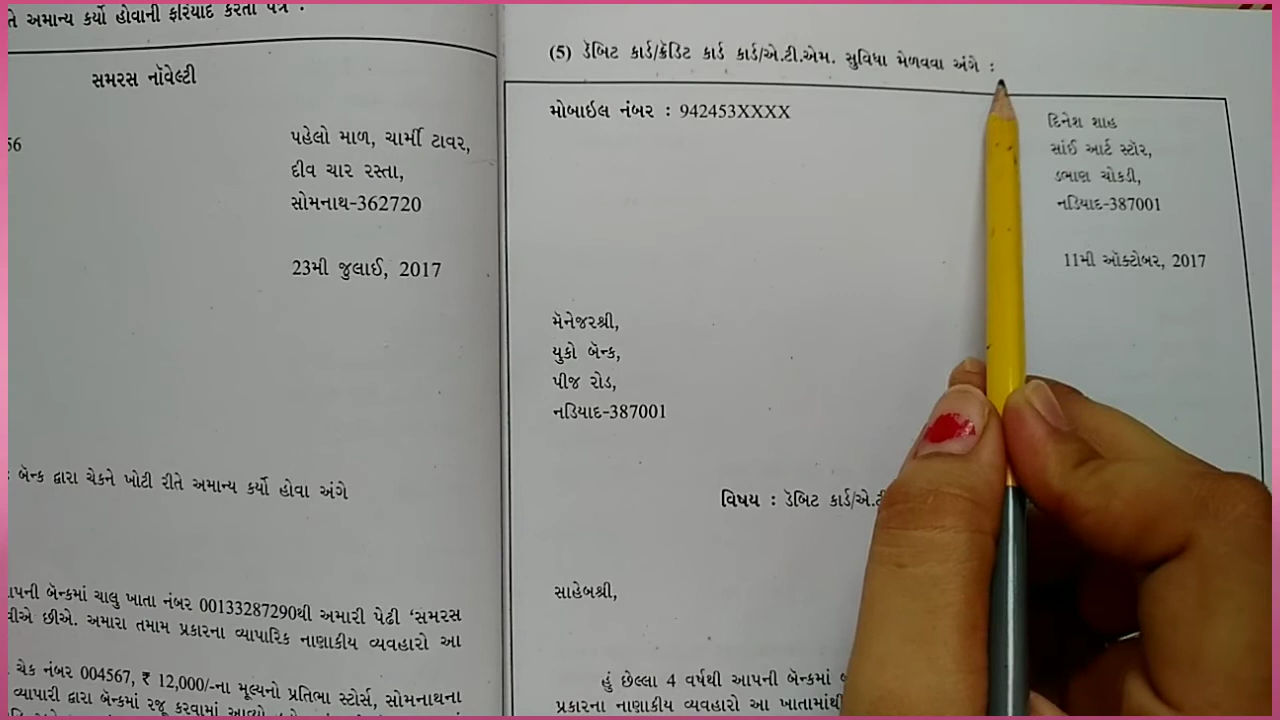 તે અમાન્ય કર્યો હોવાની ફરિયાદ કરતો પત્ર :
સમરસ નૉવેલ્ટી
56
પહેલો માળ, ચાર્મી ટાવર,
દીવ ચાર રસ્તા,
સોમનાથ-362720
23મી જુલાઈ, 2017
: બૅન્ક દ્વારા ચેકને ખોટી રીતે અમાન્ય કર્યો હોવા અંગે
બૅન્કમાં ચાલુ ખાતા નંબર 00133287290થી અમારી પેઢી ‘સમરસ
છીએ. અમારા તમામ પ્રકારના વ્યાપારિક નાણાકીય વ્યવહારો આ
ચેક નંબર 004567, ₹ 12,000/-ના મૂલ્યનો પ્રતિભા સ્ટોર્સ, સોમનાથના
વ્યાપારી દ્વારા બૅન્કમાં રજૂ કરવામાં આવ્યો
(5) ડેબિટ કાર્ડ/ક્રૅડિટ કાર્ડ કાર્ડ/એ.ટી.એમ. સુવિધા મેળવવા અંગે :
મોબાઇલ નંબર : 942453XXXX
દિનેશ શાહ
સાંઈ આર્ટ સ્ટોર,
ડભાણ ચોકડી,
નડિયાદ-387001
11મી ઑક્ટોબર, 2017
મૅનેજરશ્રી,
યુકો બૅન્ક,
પીજ રોડ,
નડિયાદ-387001
વિષય : ડેબિટ કાર્ડ/એ.ટી
સાહેબશ્રી,
હું છેલ્લા 4 વર્ષથી આપની બૅન્કમાં
પ્રકારના નાણાકીય વ્યવહારો આ ખાતામાંથી